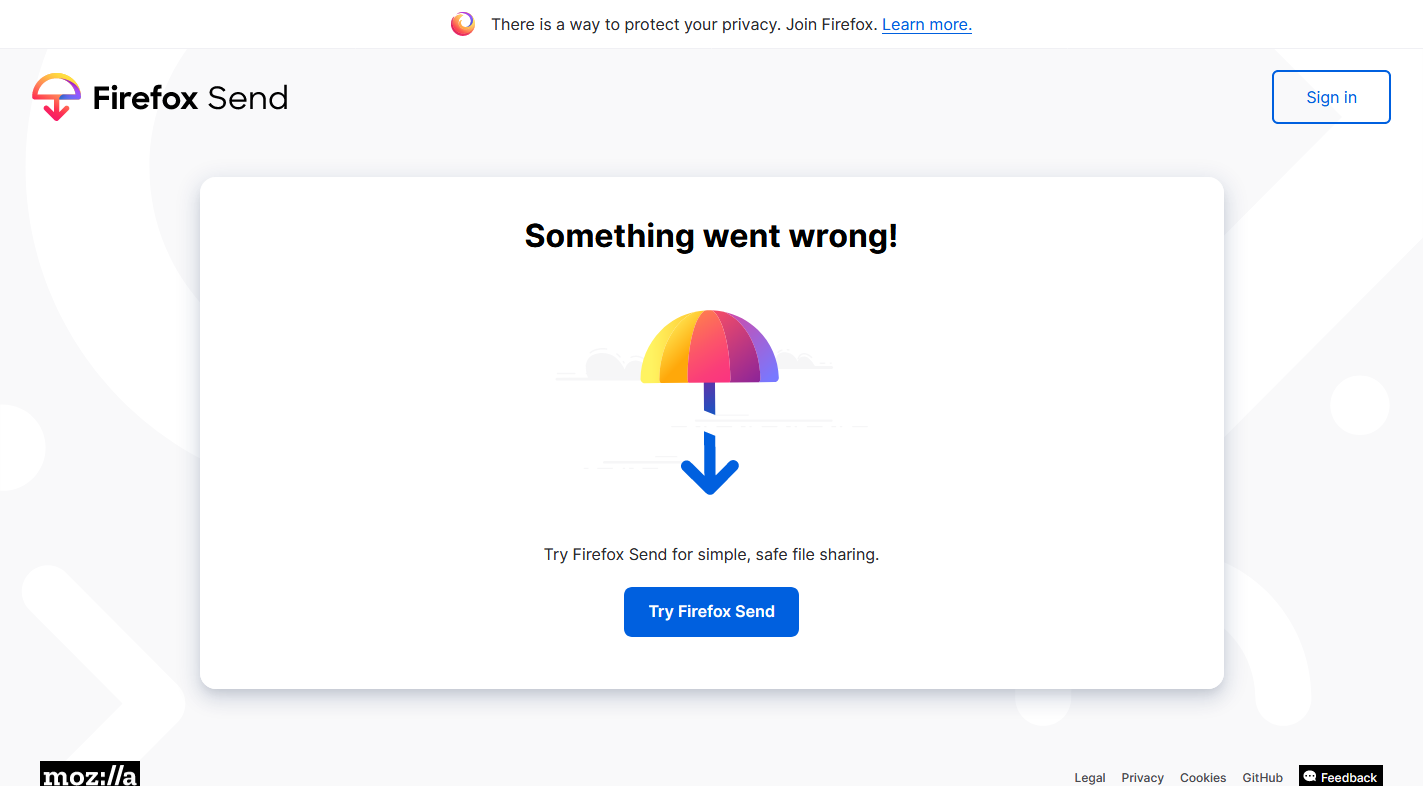 There is a way to protect your privacy. Join Firefox. Learn more.
Firefox Send
Sign in
Something went wrong!
Try Firefox Send for simple, safe file sharing.
Try Firefox Send
moz://a
Legal Privacy Cookies GitHub Feedback